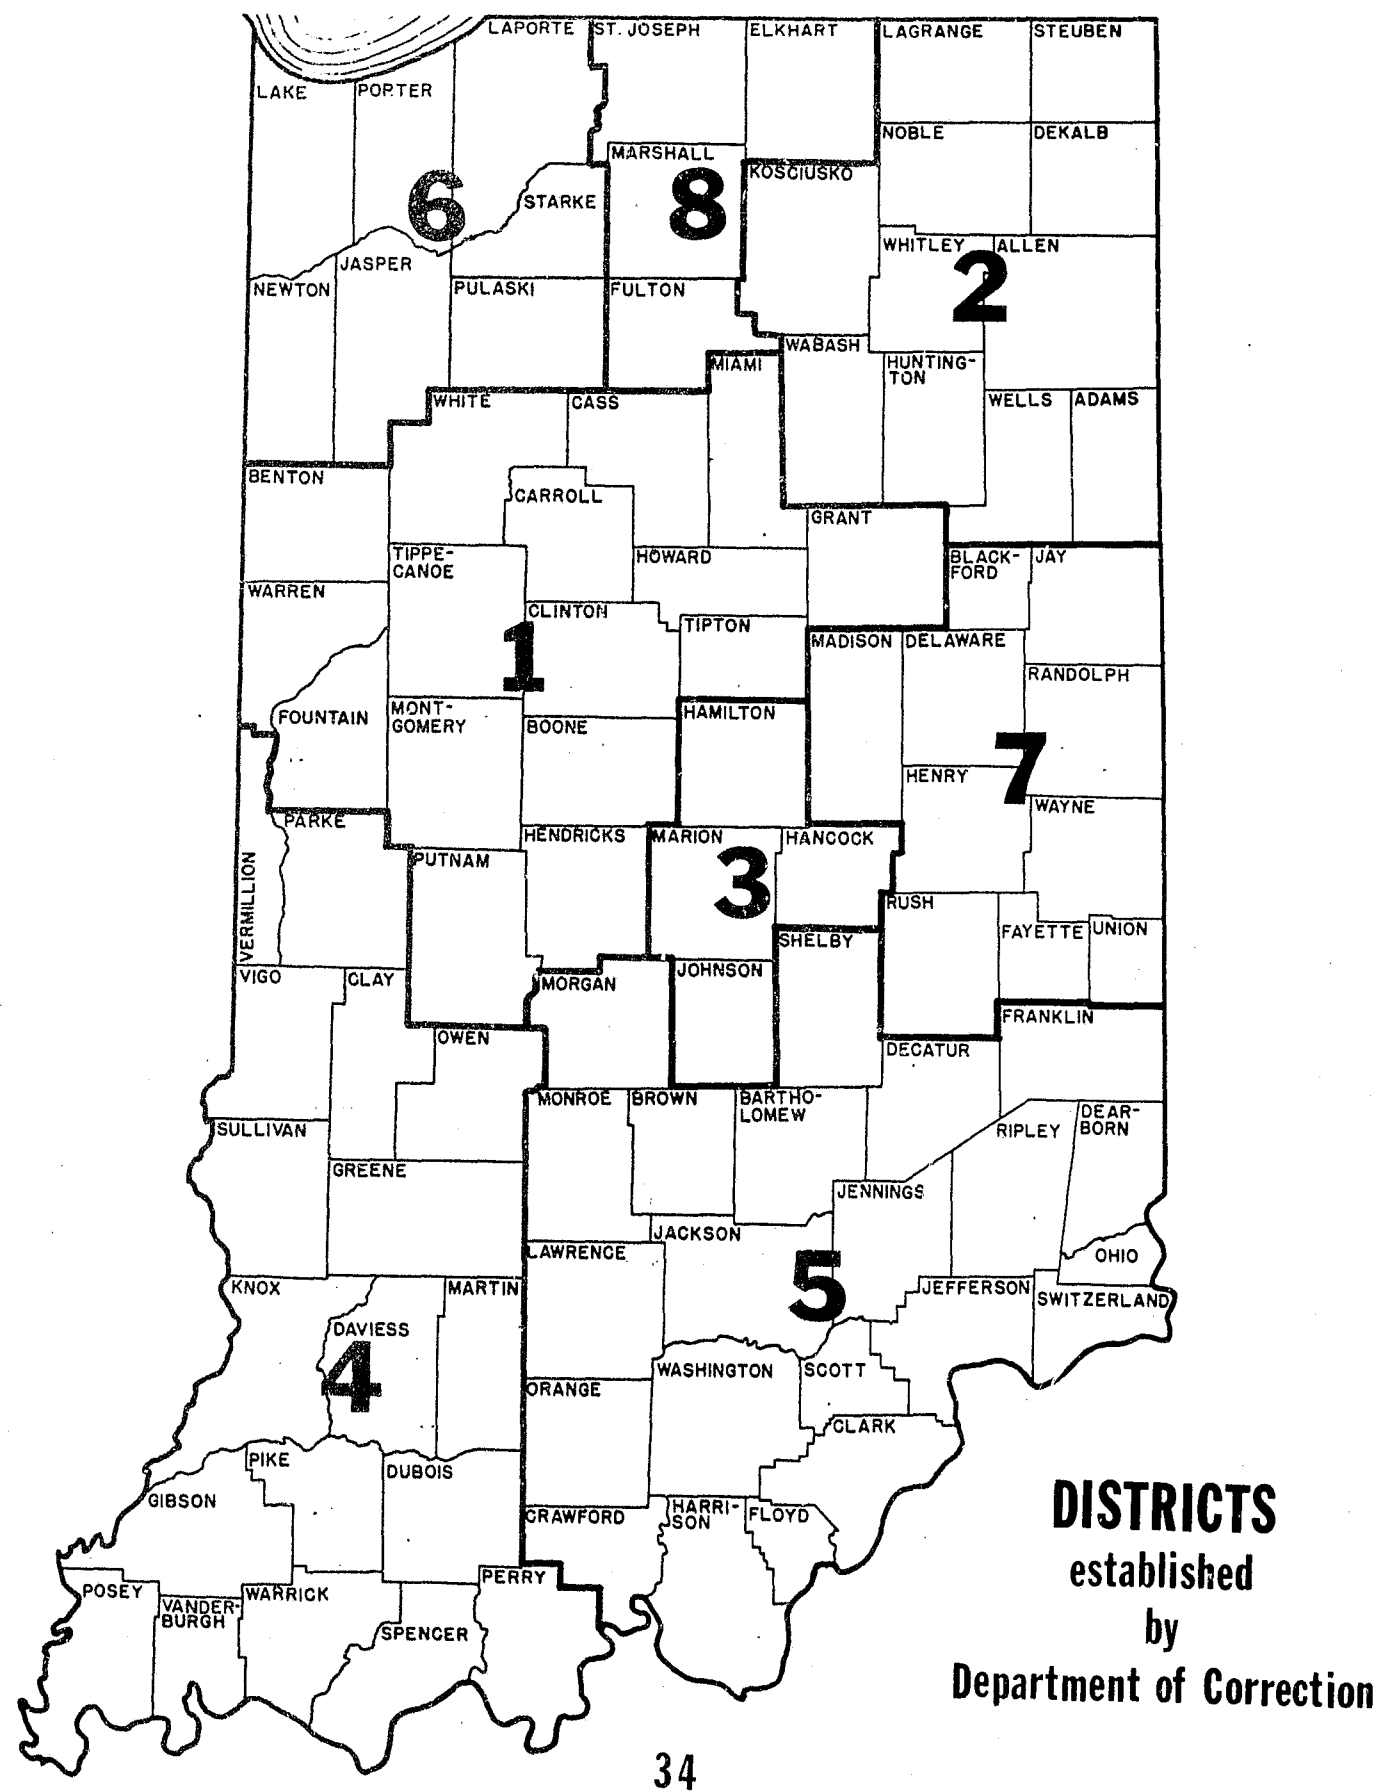 LAPORTE
ST. JOSEPH
ELKHART
LAGRANGE
STEUBEN
LAKE
PORTER
NOBLE
DEKALB
MARSHALL
KOSCIUSKO
6
8
STARKE
WHITLEY
ALLEN
JASPER
2
NEWTON
PULASKI
FULTON
WABASH
MIAMI
HUNTING-
TON
WHITE
CASS
WELLS
ADAMS
BENTON
CARROLL
GRANT
TIPPE-
CANOE
HOWARD
BLACK-
FORD
JAY
WARREN
CLINTON
TIPTON
MADISON
DELAWARE
1
RANDOLPH
FOUNTAIN
MONT-
GOMERY
BOONE
HAMILTON
7
HENRY
WAYNE
PARKE
HENDRICKS
MARION
HANCOCK
PUTNAM
3
VERMILLION
RUSH
FAYETTE
UNION
SHELBY
VIGO
CLAY
MORGAN
JOHNSON
FRANKLIN
OWEN
DECATUR
MONROE
BROWN
BARTHO-
LOMEW
DEAR-
BORN
SULLIVAN
RIPLEY
GREENE
JENNINGS
JACKSON
LAWRENCE
OHIO
5
KNOX
MARTIN
JEFFERSON
SWITZERLAND
DAVIESS
4
WASHINGTON
SCOTT
ORANGE
CLARK
PIKE
DUBOIS
GIBSON
CRAWFORD
HARRI-
SON
FLOYD
POSEY
VANDER-
BURGH
WARRICK
PERRY
SPENCER
DISTRICTS
established
by
Department of Correction
34